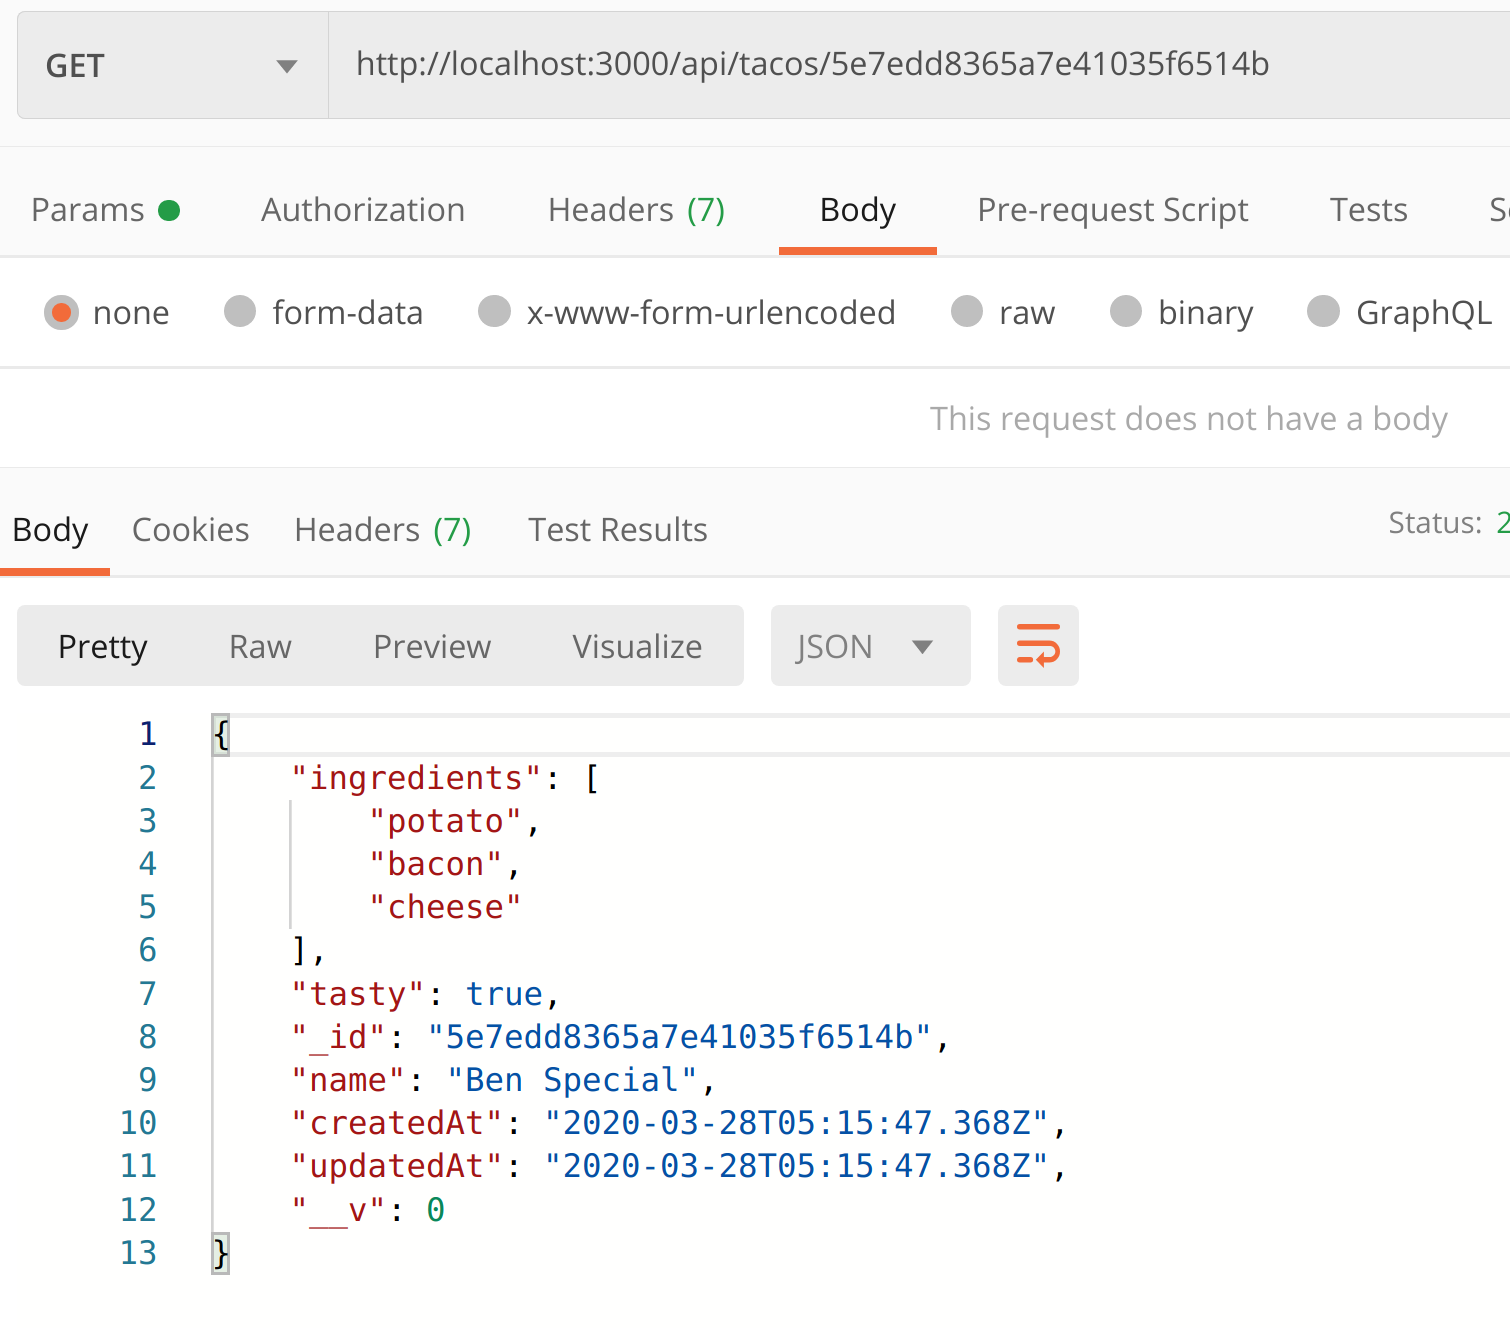 GET http://localhost:3000/api/tacos/5e7edd8365a7e41035f6514b
Params Authorization Headers (7) Body Pre-request Script Tests
none form-data x-www-form-urlencoded raw binary GraphQL
This request does not have a body
Body Cookies Headers (7) Test Results Status: 2
Pretty Raw Preview Visualize JSON
1 {
2 "ingredients": [
3 "potato",
4 "bacon",
5 "cheese"
6 ],
7 "tasty": true,
8 "_id": "5e7edd8365a7e41035f6514b",
9 "name": "Ben Special",
10 "createdAt": "2020-03-28T05:15:47.368Z",
11 "updatedAt": "2020-03-28T05:15:47.368Z",
12 "__v": 0
13 }